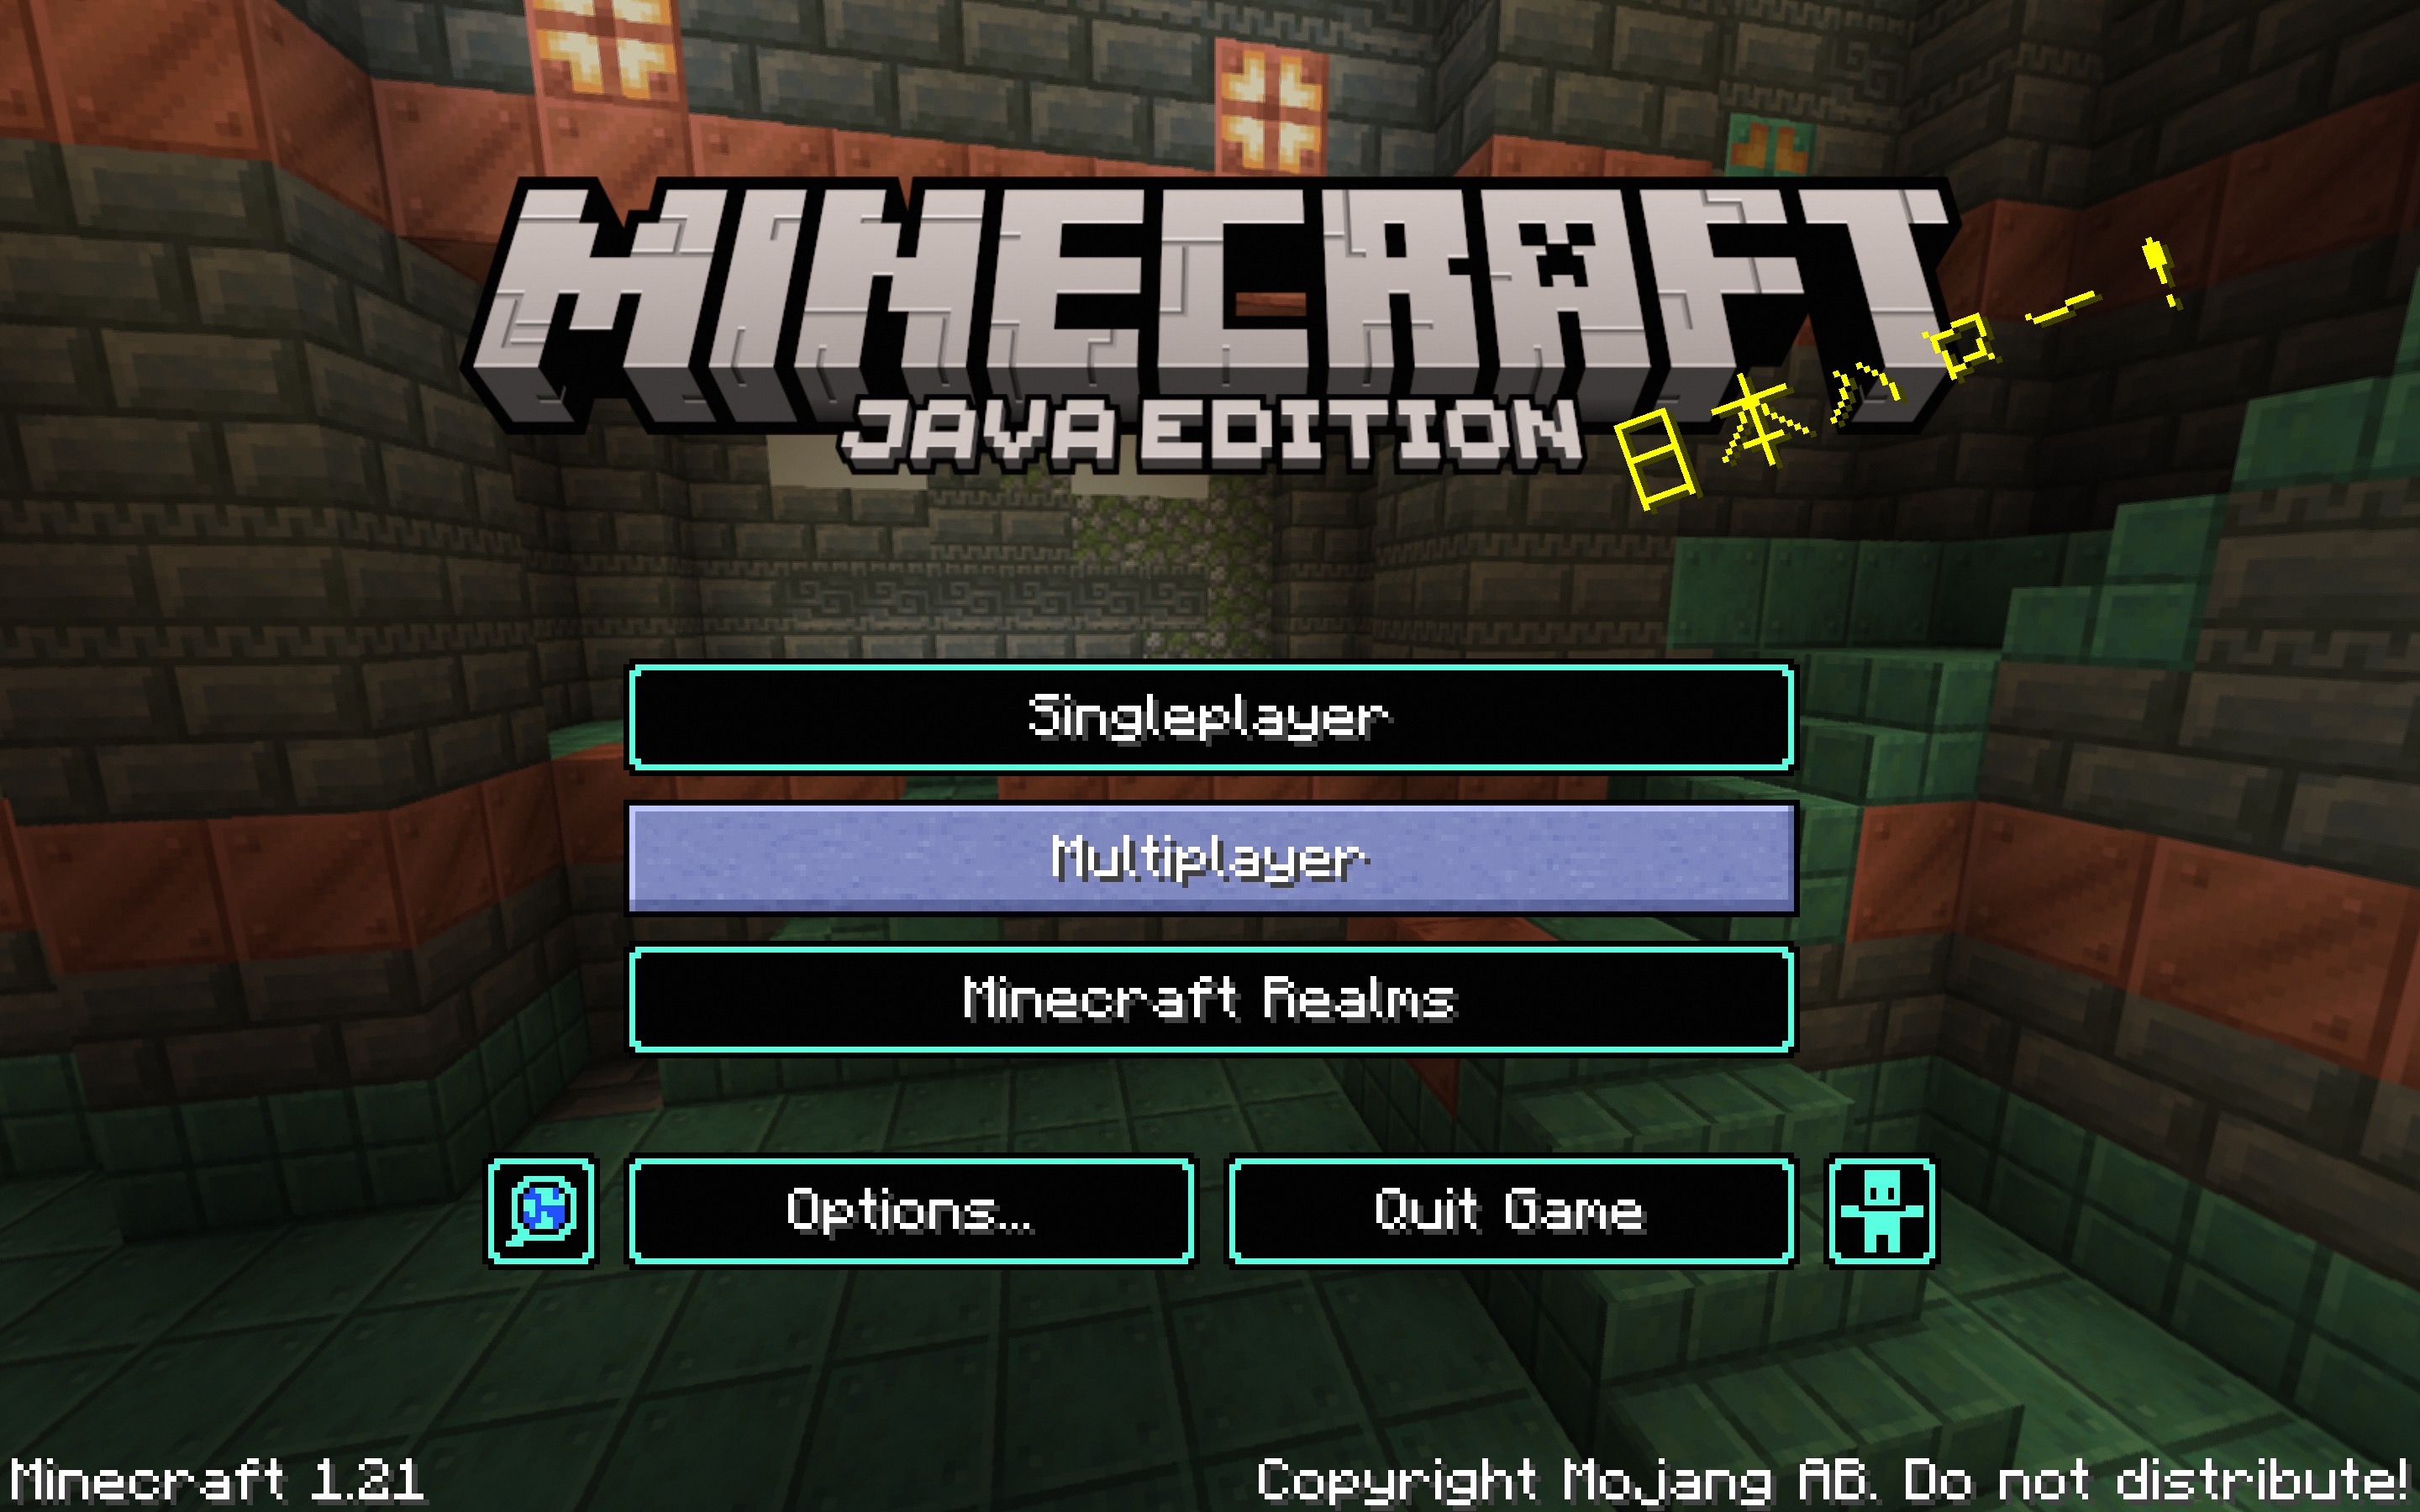 MINECRAFT
JAVA EDITION
日本ハロー!
Singleplayer
Multiplayer
Minecraft Realms
Options...
Quit Game
Minecraft 1.21
Copyright Mojang AB. Do not distribute!